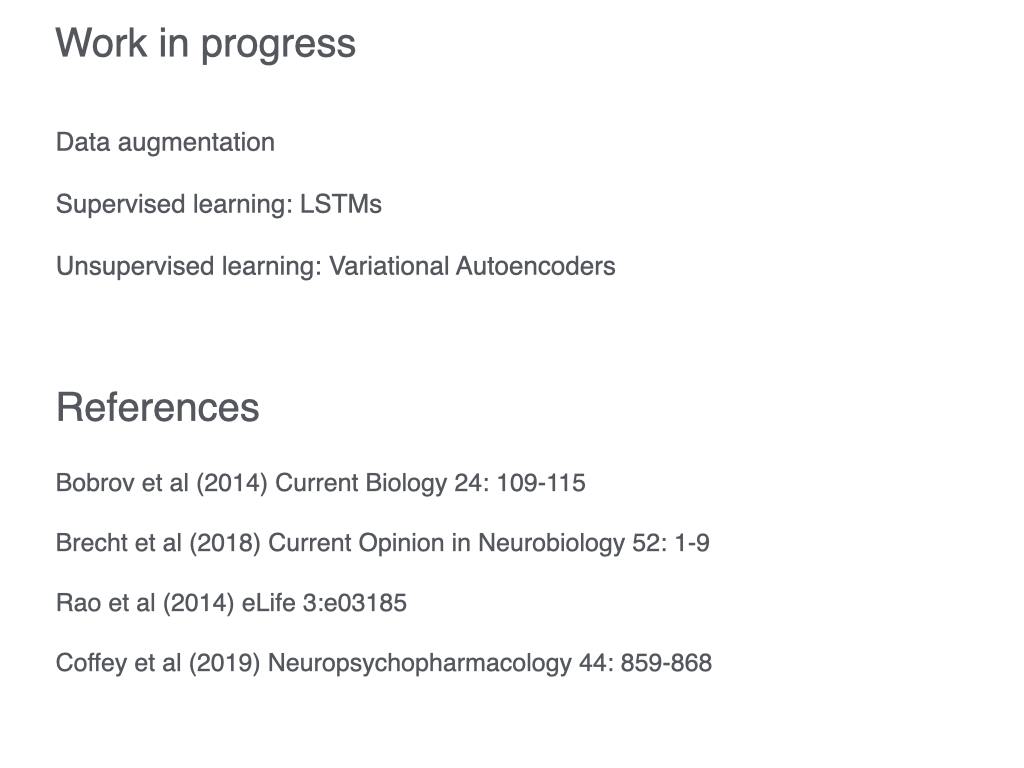 Work in progress
Data augmentation
Supervised learning: LSTMs
Unsupervised learning: Variational Autoencoders
References
Bobrov et al (2014) Current Biology 24: 109-115
Brecht et al (2018) Current Opinion in Neurobiology 52: 1-9
Rao et al (2014) eLife 3:e03185
Coffey et al (2019) Neuropsychopharmacology 44: 859-868